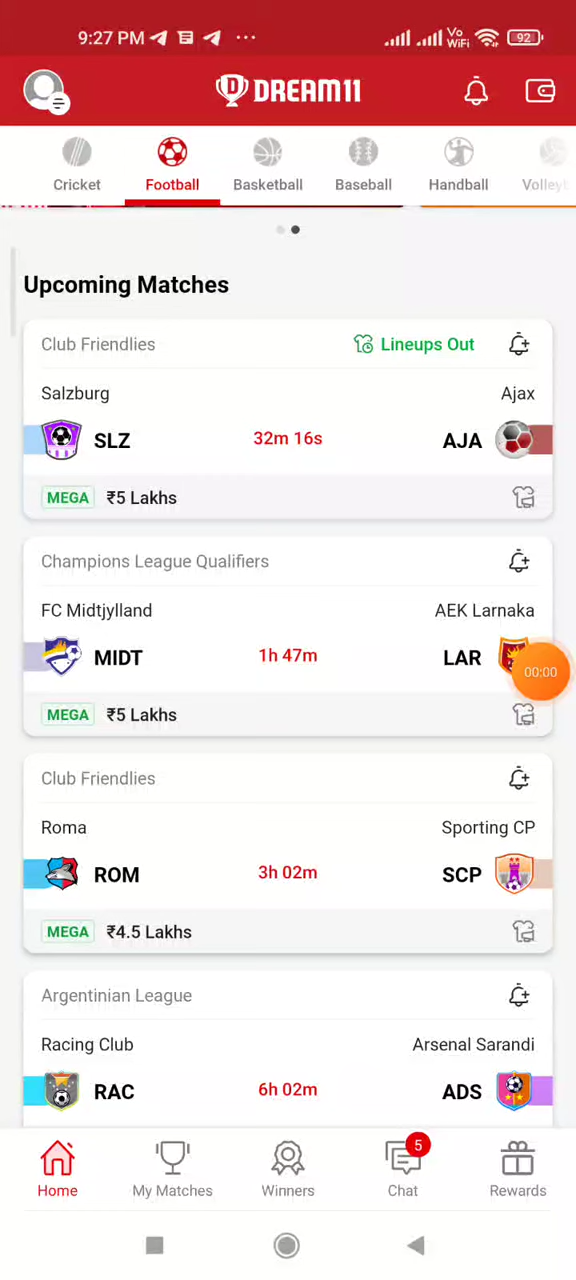 9:27 PM ... Vo WiFi 92
DREAM11
Cricket Football Basketball Baseball Handball Volleyb
Upcoming Matches
Club Friendlies Lineups Out
Salzburg Ajax
SLZ 32m 16s AJA
MEGA ₹5 Lakhs
Champions League Qualifiers
FC Midtjylland AEK Larnaka
MIDT 1h 47m LAR
00:00
MEGA ₹5 Lakhs
Club Friendlies
Roma Sporting CP
ROM 3h 02m SCP
MEGA ₹4.5 Lakhs
Argentinian League
Racing Club Arsenal Sarandi
RAC 6h 02m ADS
5
Home My Matches Winners Chat Rewards